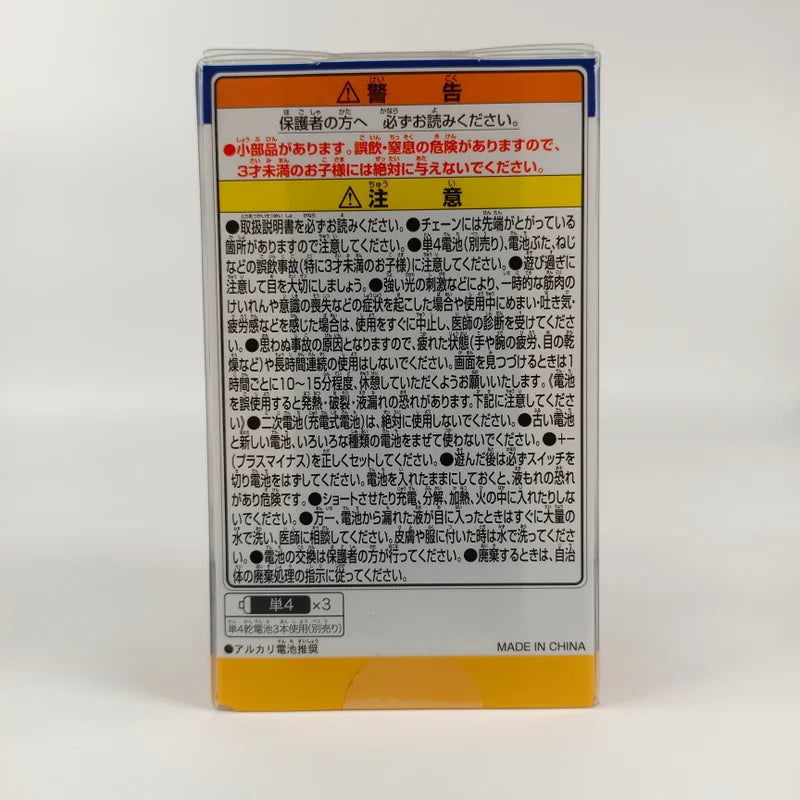 ⚠警告
保護者の方へ 必ずお読みください。
●小部品があります。誤飲・窒息の危険がありますので、
3才未満のお子様には絶対に与えないでください。
⚠注意
●取扱説明書を必ずお読みください。●チェーンには先端がとがっている
箇所がありますので注意してください。●単4電池(別売り)、電池ぶた、ねじ
などの誤飲事故(特に3才未満のお子様)に注意してください。●遊び過ぎに
注意して目を大切にしましょう。●強い光の刺激などにより、一時的な筋肉の
けいれんや意識の喪失などの症状を起こした場合や使用中にめまい・吐き気・
疲労感などを感じた場合は、使用をすぐに中止し、医師の診断を受けてくださ
い。●思わぬ事故の原因となりますので、疲れた状態(手や腕の疲労、目の乾
燥など)や長時間連続の使用はしないでください。画面を見つづけるときは1
時間ごとに10〜15分程度、休憩していただくようお願いいたします。《電池
を誤使用すると発熱・破裂・液漏れの恐れがあります。下記に注意してくださ
い》●二次電池(充電式電池)は、絶対に使用しないでください。●古い電池
と新しい電池、いろいろな種類の電池をまぜて使わないでください。●+−
(プラスマイナス)を正しくセットしてください。●遊んだ後は必ずスイッチを
切り電池をはずしてください。電池を入れたままにしておくと、液もれの恐れ
があり危険です。●ショートさせたり充電、分解、加熱、火の中に入れたりしな
いでください。●万一、電池から漏れた液が目に入ったときはすぐに大量の
水で洗い、医師に相談してください。皮膚や服に付いた時は水で洗ってくださ
い。●電池の交換は保護者の方が行ってください。●廃棄するときは、自治
体の廃棄処理の指示に従ってください。
単4×3
単4乾電池3本使用(別売り)
●アルカリ電池推奨
MADE IN CHINA